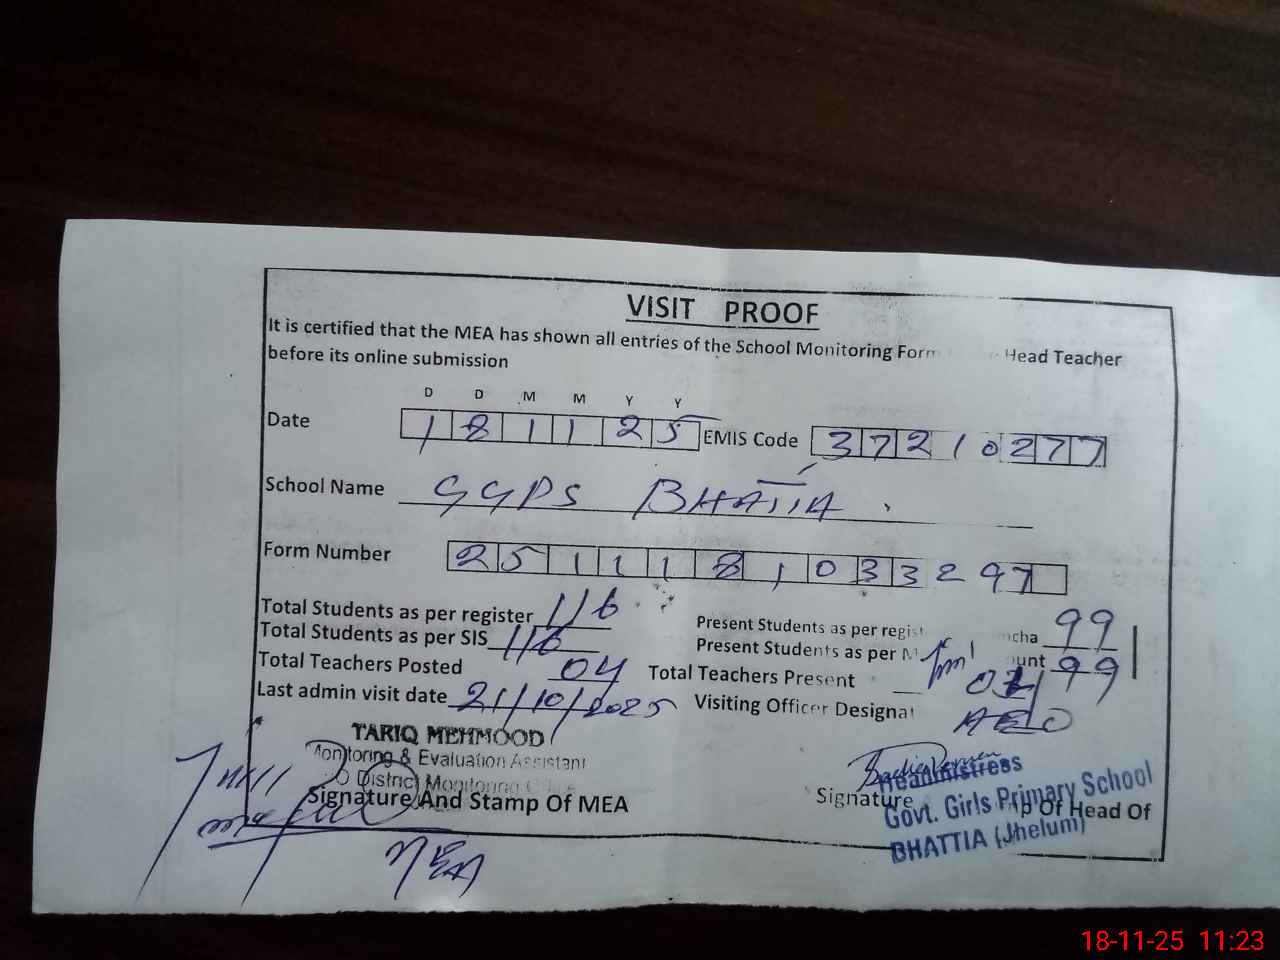 VISIT PROOF
It is certified that the MEA has shown all entries of the School Monitoring Form Head Teacher
before its online submission
D D M M Y Y
Date 1 8 1 1 2 5 EMIS Code 3 7 2 1 0 2 7 7
School Name GGPS BHATTIA
Form Number 2 5 1 1 1 8 1 0 3 3 2 9 7
Total Students as per register 116 Present Students as per regist ncha 99
Total Students as per SIS 116 Present Students as per M unt 99
Total Teachers Posted 04 Total Teachers Present
Last admin visit date 21/10/2025 Visiting Officer Designat AEO
TARIQ MEHMOOD
Monitoring & Evaluation Assistant
O District Monitoring Office
Signature And Stamp Of MEA
MEA
Signature p Of Head Of
Headmistress
Govt. Girls Primary School
BHATTIA (Jhelum)
18-11-25 11:23